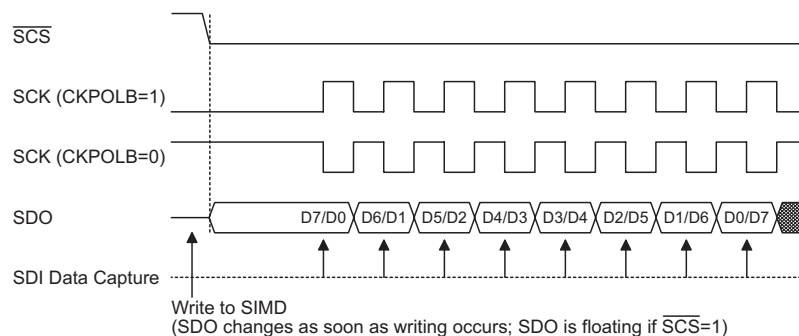 SCS
SCK (CKPOLB=1)
SCK (CKPOLB=0)
SDO
D7/D0 D6/D1 D5/D2 D4/D3 D3/D4 D2/D5 D1/D6 D0/D7
SDI Data Capture
Write to SIMD
(SDO changes as soon as writing occurs; SDO is floating if SCS=1)